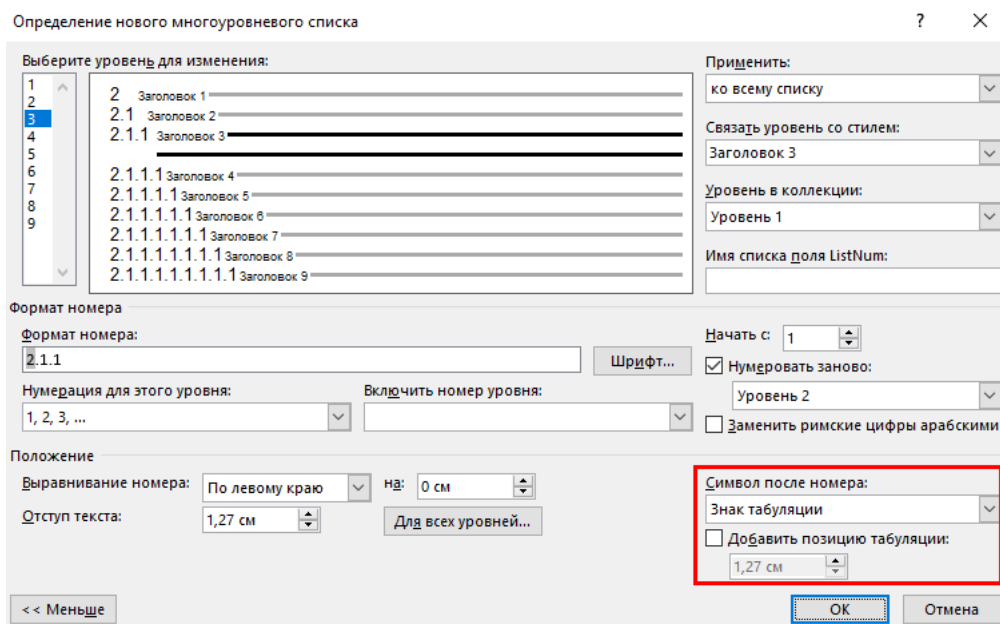 Определение нового многоуровневого списка
?
Выберите уровень для изменения:
1
2
3
4
5
6
7
8
9
2 Заголовок 1
2.1 Заголовок 2
2.1.1 Заголовок 3
2.1.1.1 Заголовок 4
2.1.1.1.1 Заголовок 5
2.1.1.1.1.1 Заголовок 6
2.1.1.1.1.1.1 Заголовок 7
2.1.1.1.1.1.1.1 Заголовок 8
2.1.1.1.1.1.1.1.1 Заголовок 9
Применить:
ко всему списку
Связать уровень со стилем:
Заголовок 3
Уровень в коллекции:
Уровень 1
Имя списка поля ListNum:
Формат номера
Формат номера:
2.1.1
Шрифт...
Нумерация для этого уровня:
1, 2, 3, ...
Включить номер уровня:
Начать с: 1
Нумеровать заново:
Уровень 2
Заменить римские цифры арабскими
Положение
Выравнивание номера: По левому краю на: 0 см
Отступ текста: 1,27 см Для всех уровней...
Символ после номера:
Знак табуляции
Добавить позицию табуляции:
1,27 см
<< Меньше
ОК
Отмена